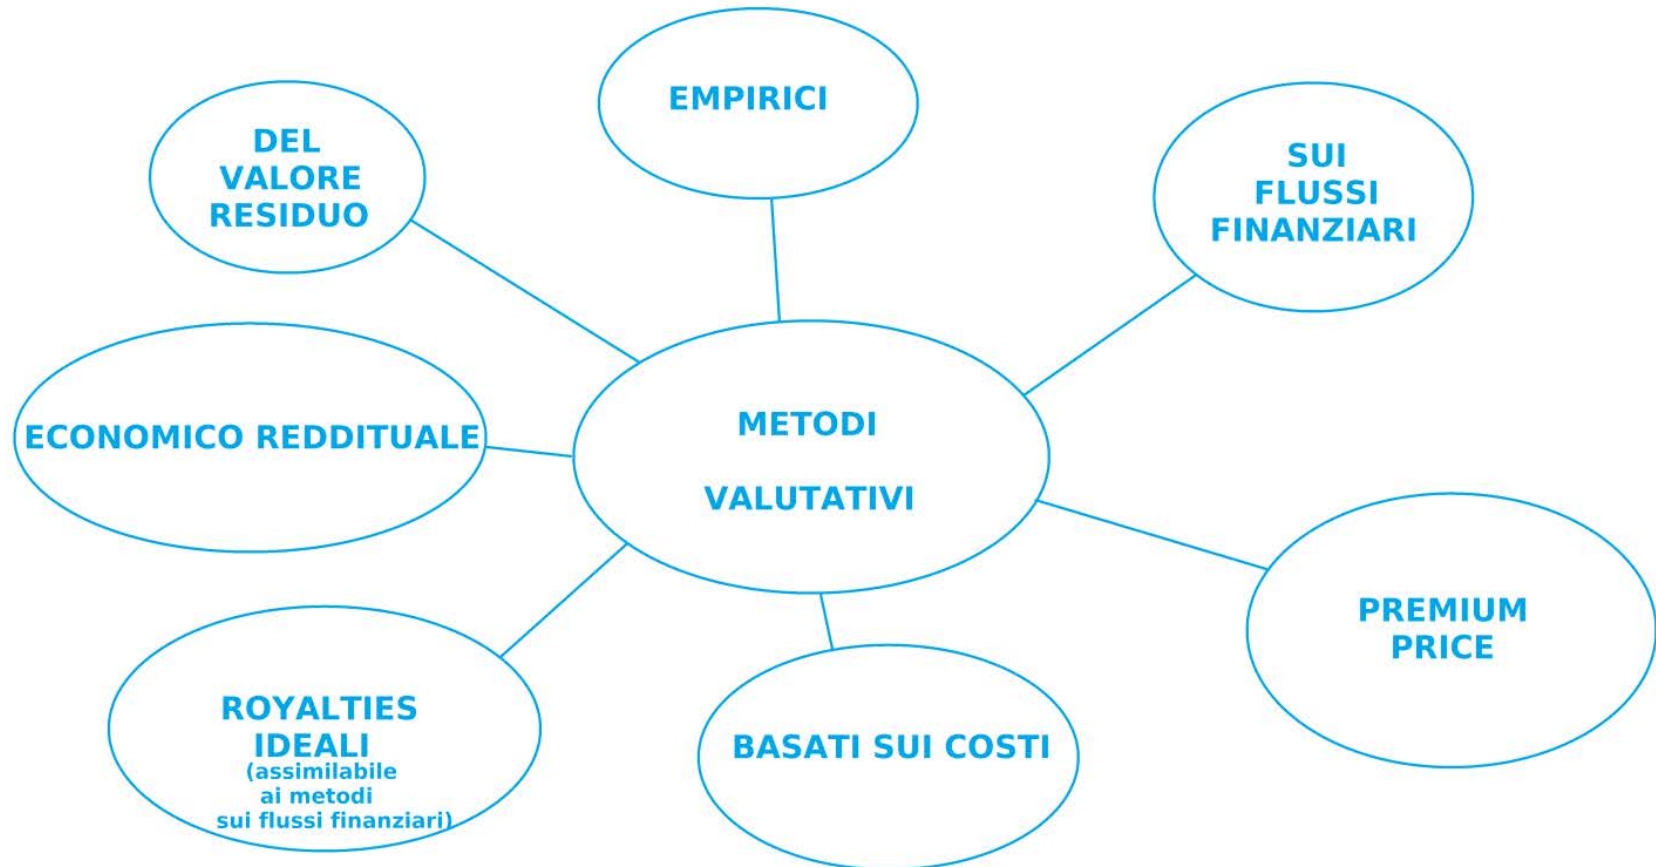 EMPIRICI
DEL
VALORE
RESIDUO
SUI
FLUSSI
FINANZIARI
ECONOMICO REDDITUALE
METODI
VALUTATIVI
PREMIUM
PRICE
ROYALTIES
IDEALI
(assimilabile
ai metodi
sui flussi finanziari)
BASATI SUI COSTI